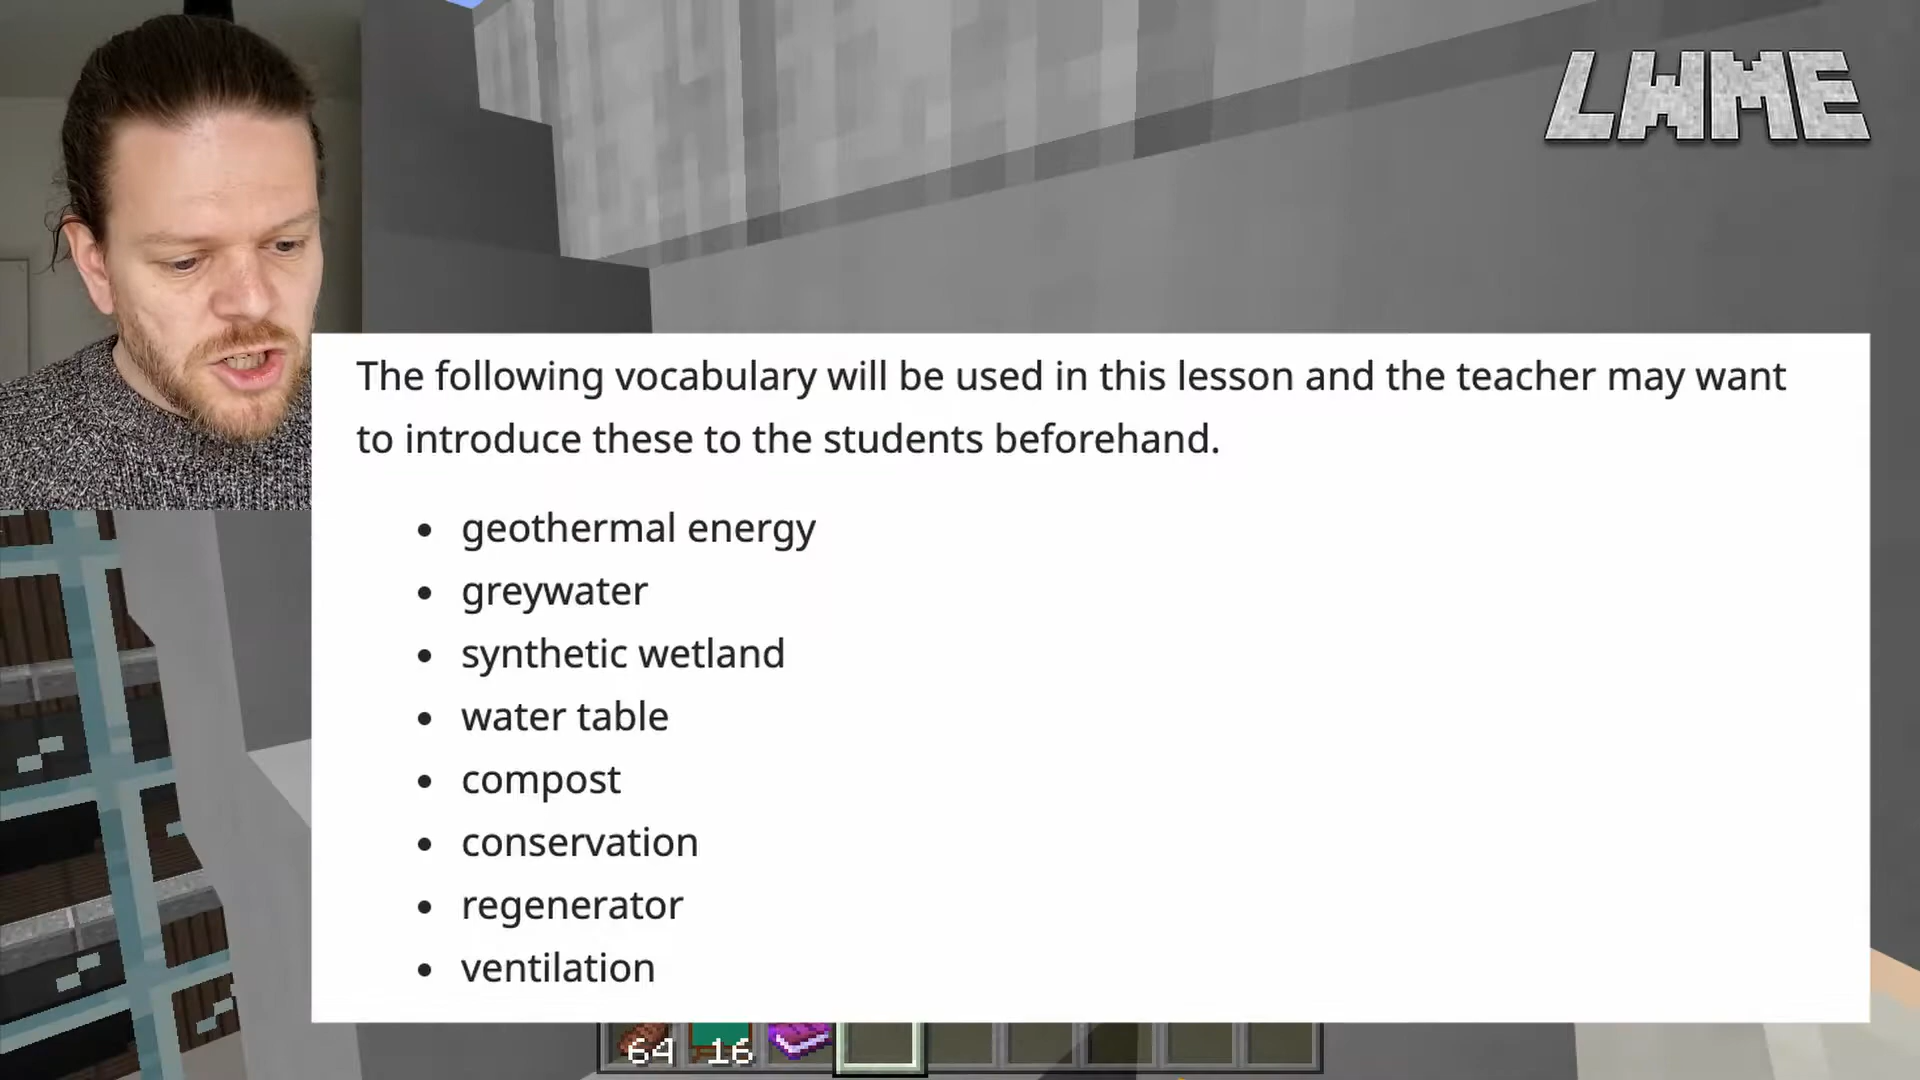 LWME
The following vocabulary will be used in this lesson and the teacher may want
to introduce these to the students beforehand.
• geothermal energy
• greywater
• synthetic wetland
• water table
• compost
• conservation
• regenerator
• ventilation
64 16